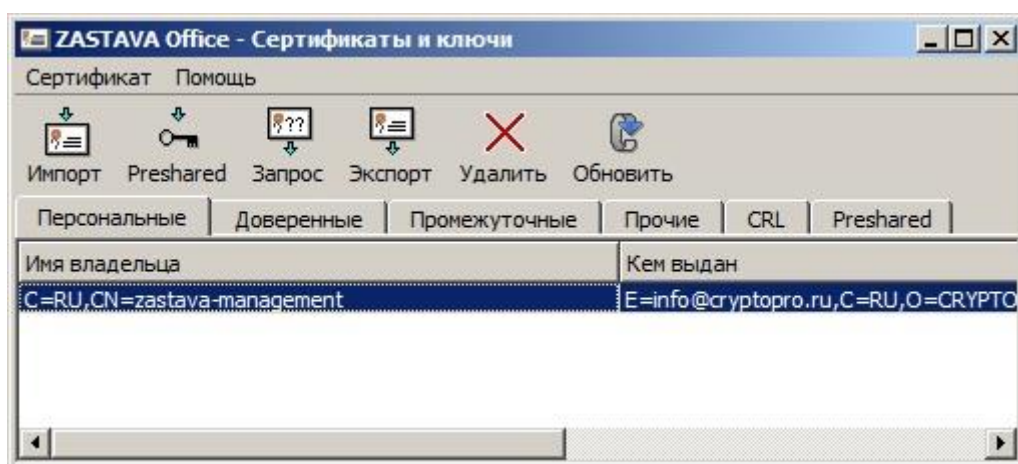 ZASTAVA Office - Сертификаты и ключи
Сертификат Помощь
Импорт Preshared Запрос Экспорт Удалить Обновить
Персональные Доверенные Промежуточные Прочие CRL Preshared
Имя владельца Кем выдан
C=RU,CN=zastava-management E=info@cryptopro.ru,C=RU,O=CRYPTO